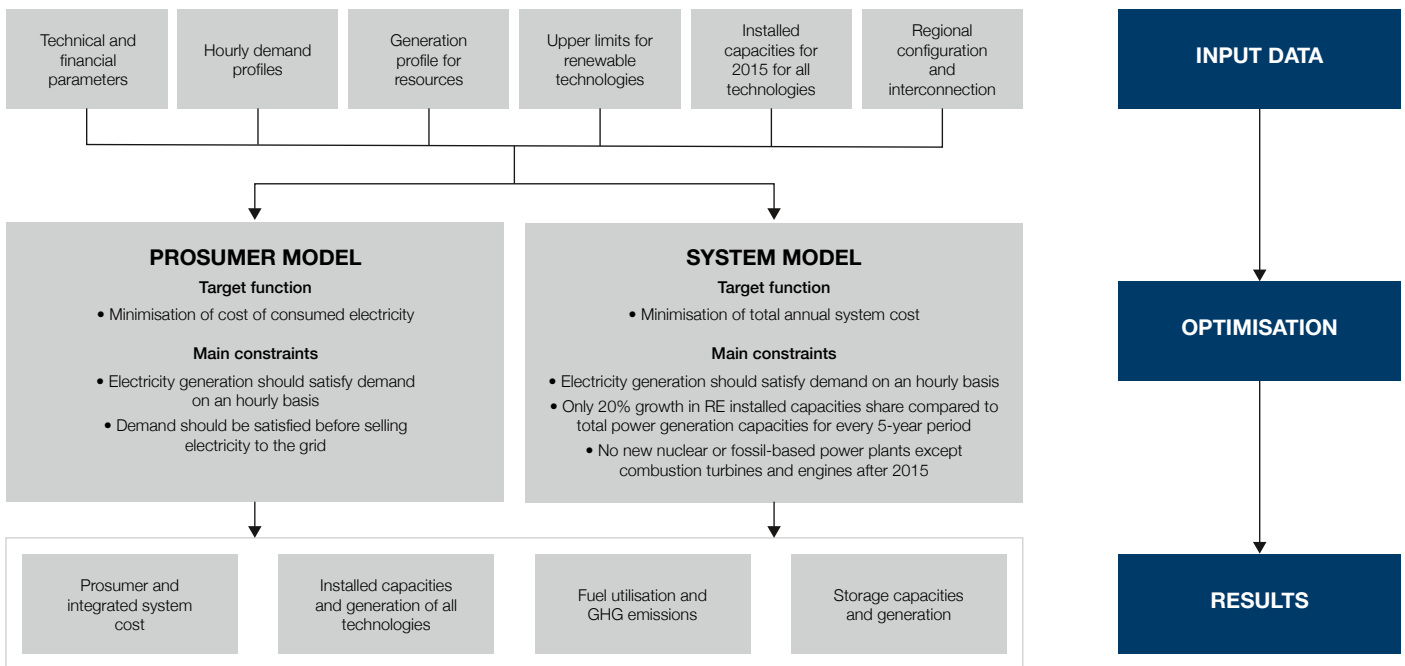 Technical and
financial
parameters
Hourly demand
profiles
Generation
profile for
resources
Upper limits for
renewable
technologies
Installed
capacities for
2015 for all
technologies
Regional
configuration
and
interconnection
INPUT DATA
PROSUMER MODEL
Target function
• Minimisation of cost of consumed electricity
Main constraints
• Electricity generation should satisfy demand
on an hourly basis
• Demand should be satisfied before selling
electricity to the grid
SYSTEM MODEL
Target function
• Minimisation of total annual system cost
Main constraints
• Electricity generation should satisfy demand on an hourly basis
• Only 20% growth in RE installed capacities share compared to
total power generation capacities for every 5-year period
• No new nuclear or fossil-based power plants except
combustion turbines and engines after 2015
OPTIMISATION
Prosumer and
integrated system
cost
Installed capacities
and generation of all
technologies
Fuel utilisation and
GHG emissions
Storage capacities
and generation
RESULTS